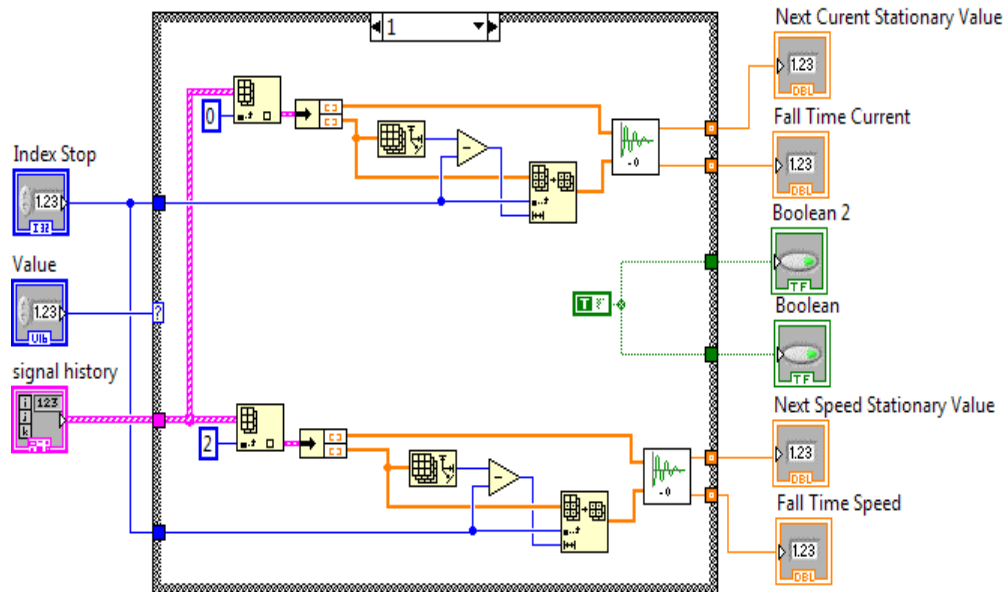 1
Next Curent Stationary Value
1.23
DBL
0
Fall Time Current
1.23
DBL
- 0
Index Stop
1.23
I32
Boolean 2
TF
Value
1.23
?
T
Boolean
TF
signal history
i
j
k
123
2
Next Speed Stationary Value
1.23
DBL
- 0
Fall Time Speed
1.23
DBL